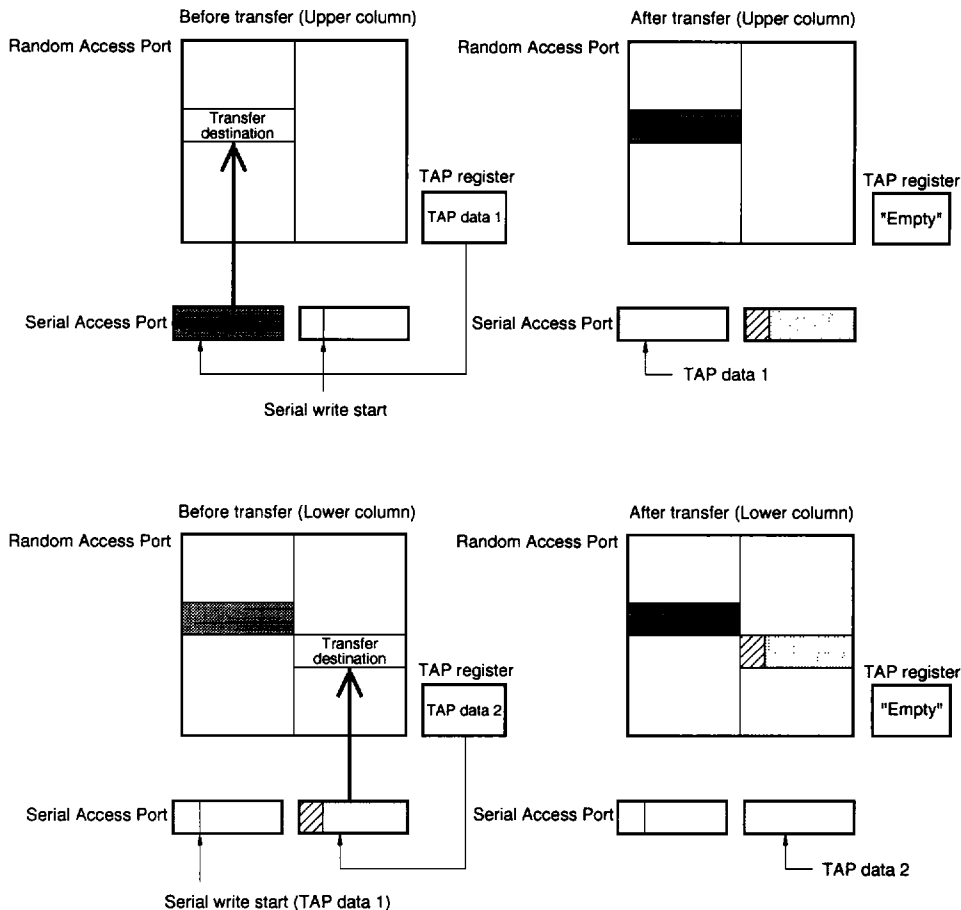 Before transfer (Upper column)
Random Access Port
Transfer
destination
TAP register
TAP data 1
Serial Access Port
Serial write start
After transfer (Upper column)
TAP register
"Empty"
Serial Access Port
TAP data 1
Before transfer (Lower column)
Random Access Port
Transfer
destination
TAP register
TAP data 2
Serial Access Port
Serial write start (TAP data 1)
After transfer (Lower column)
Random Access Port
TAP register
"Empty"
Serial Access Port
TAP data 2